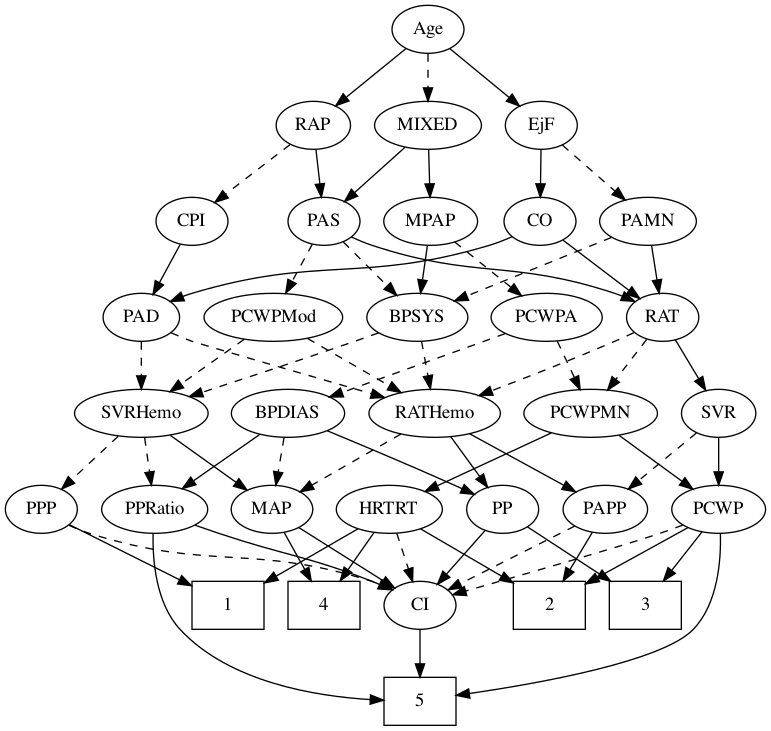 Age
RAP
MIXED
EjF
CPI
PAS
MPAP
CO
PAMN
PAD
PCWPMod
BPSYS
PCWPA
RAT
SVRHemo
BPDIAS
RATHemo
PCWPMN
SVR
PPP
PPRatio
MAP
HRTRT
PP
PAPP
PCWP
1
4
CI
2
3
5